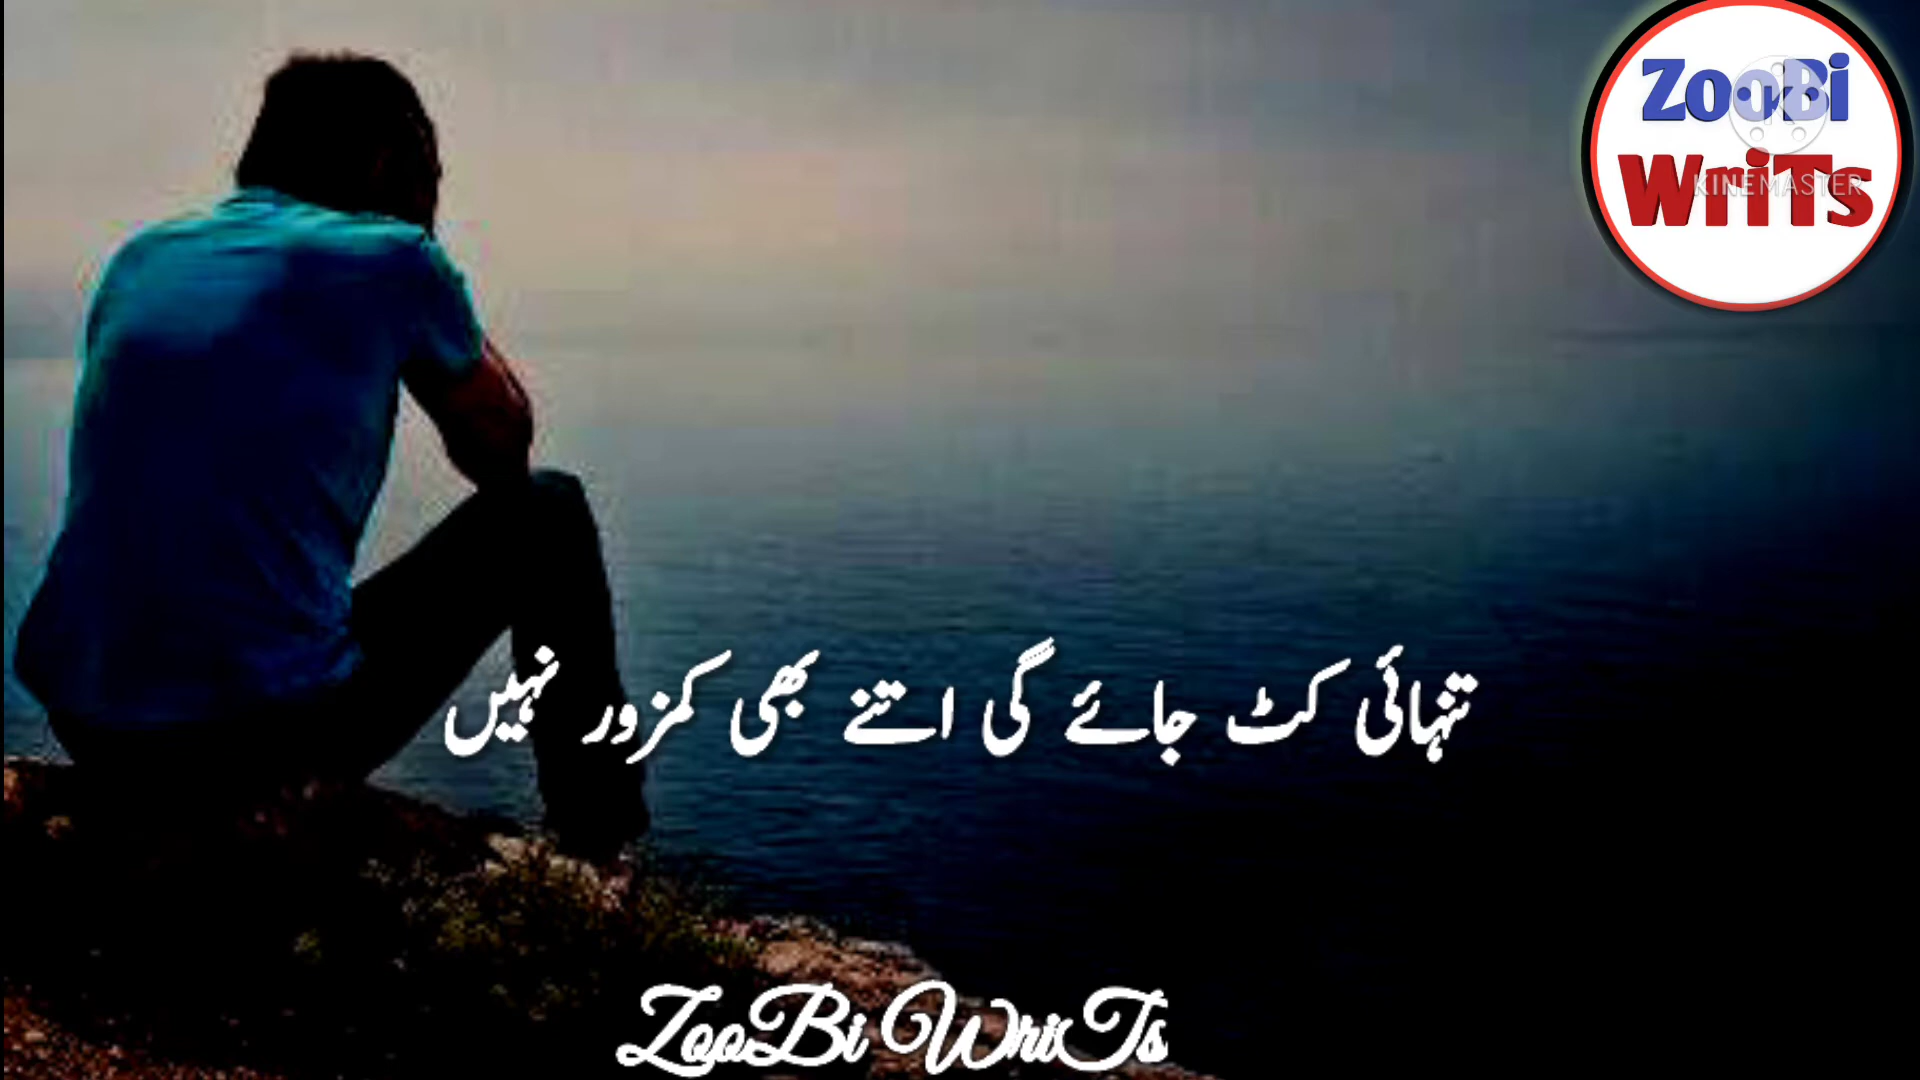 ZooBi
WriTs
KINEMASTER
تنہائی کٹ جائے گی اتنے بھی کمزور نہیں
ZooBi WriTs